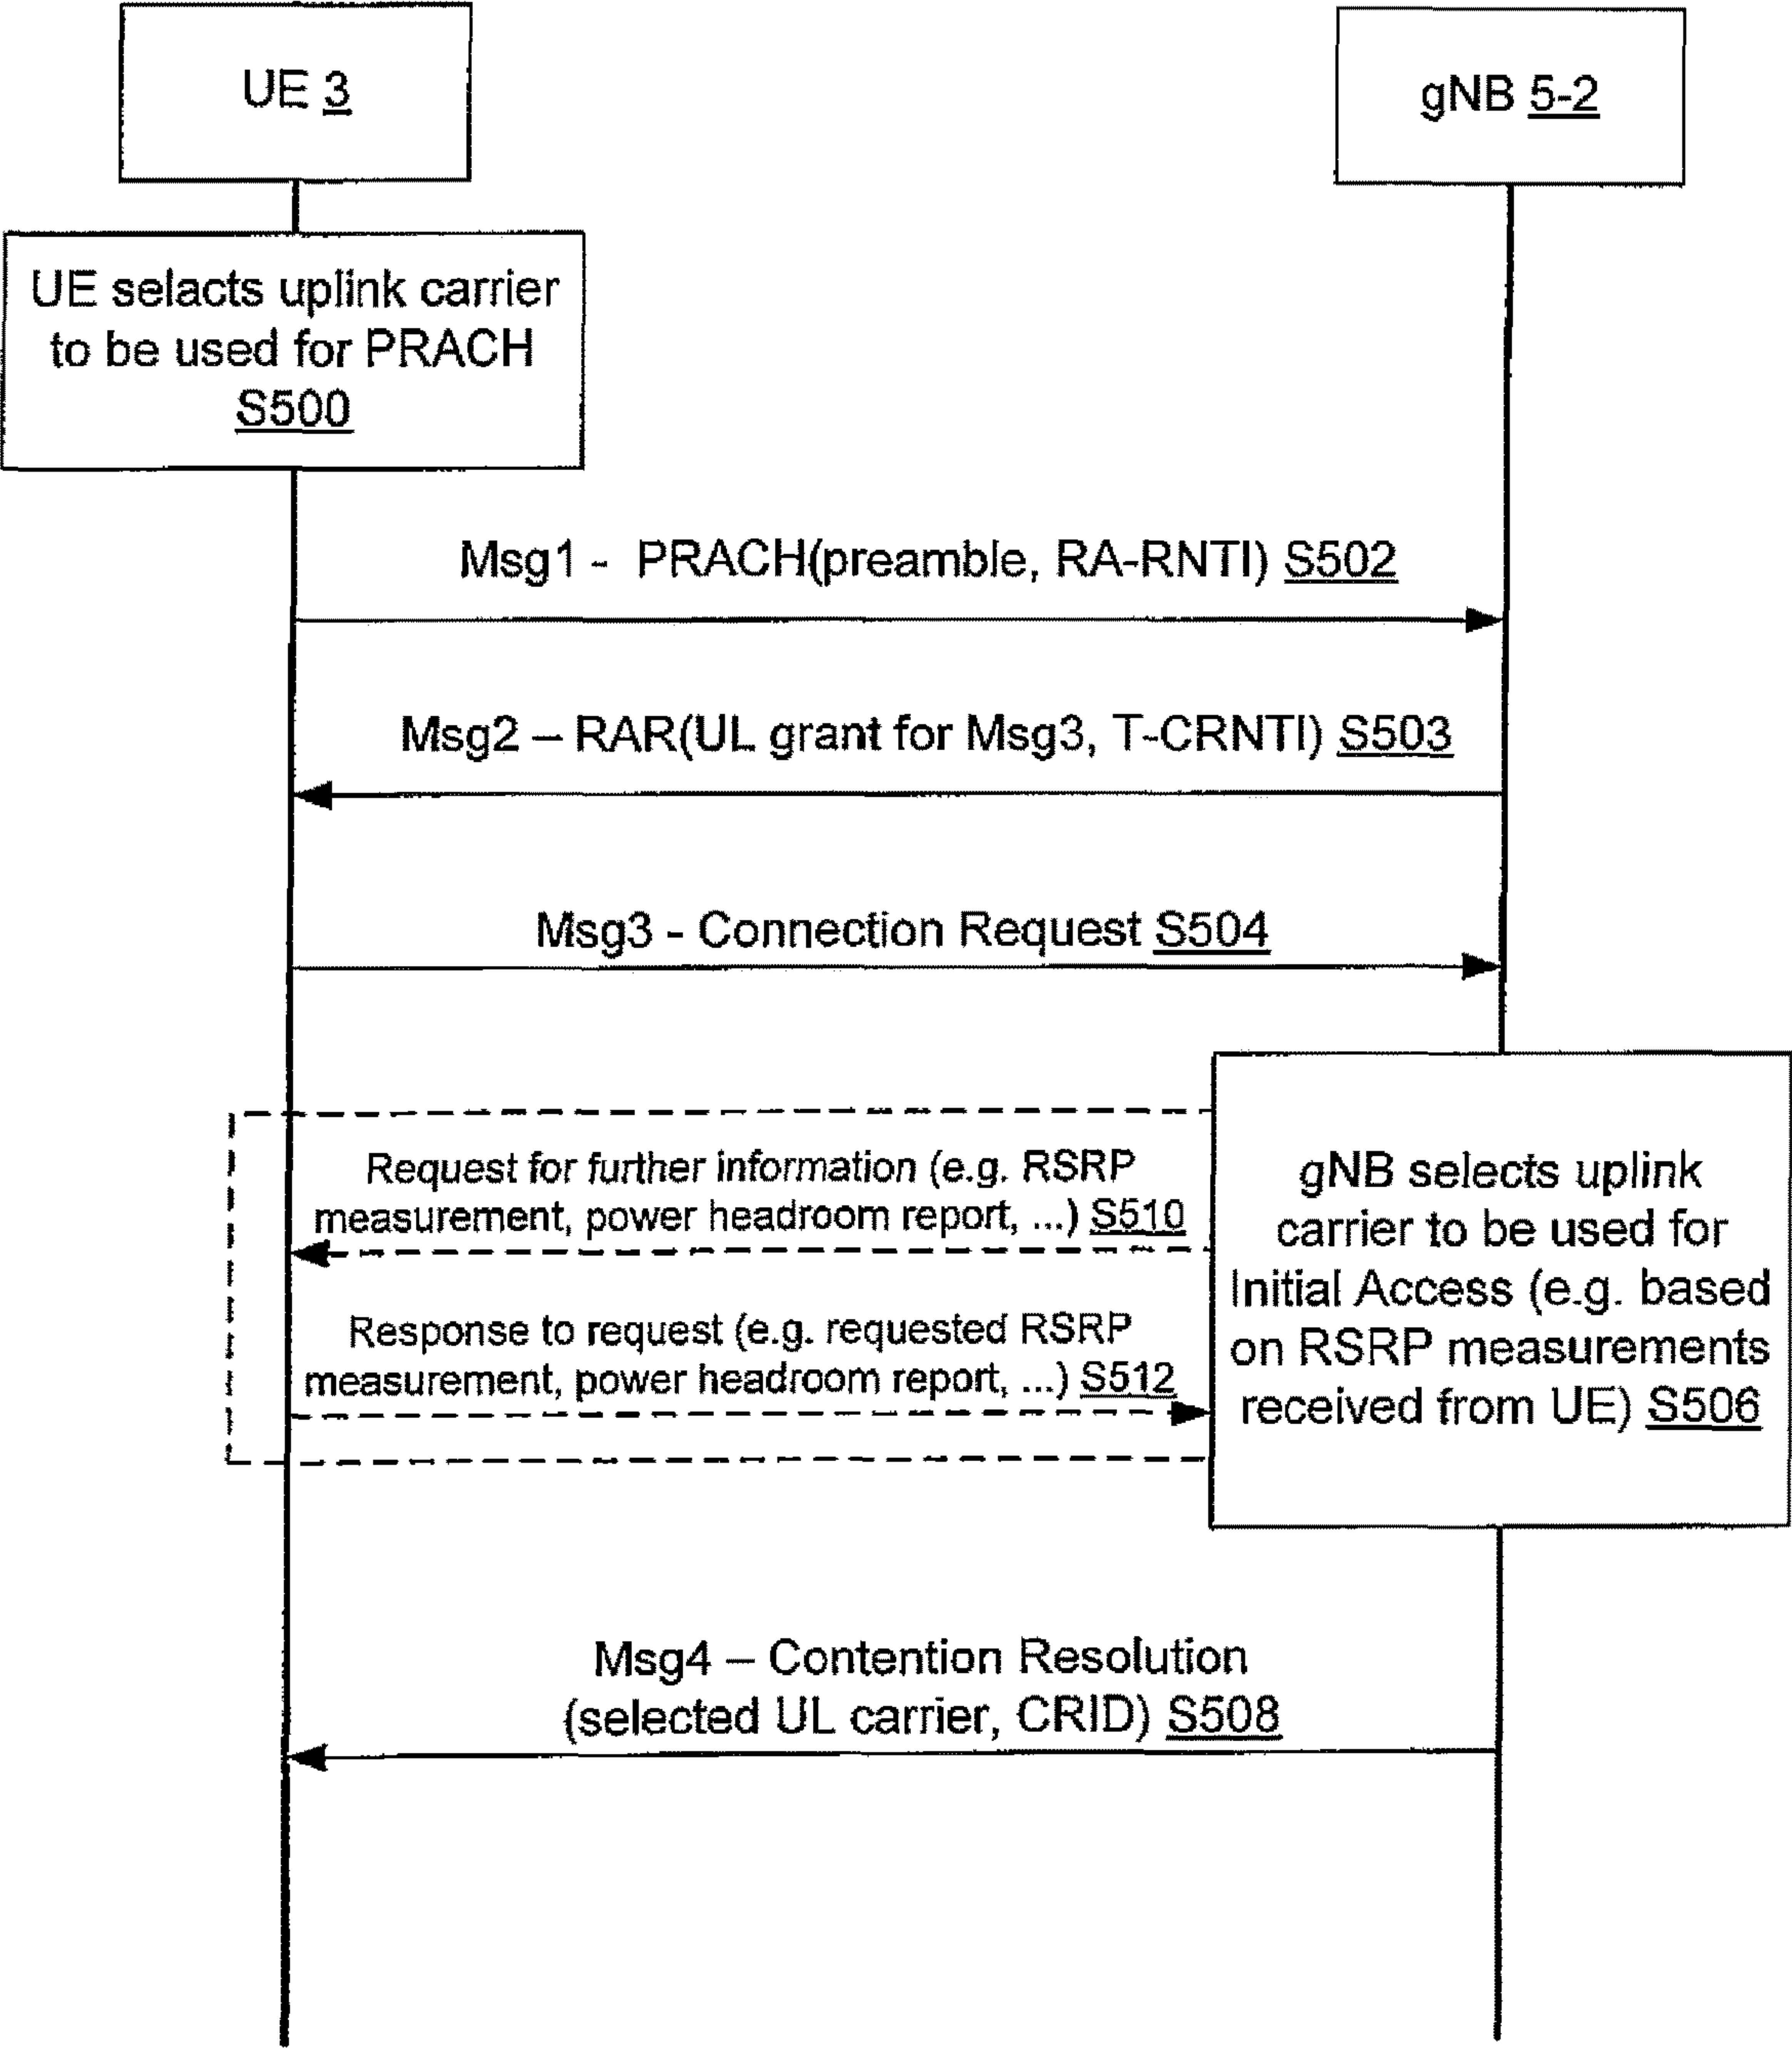 UE 3
gNB 5-2
UE selacts uplink carrier
to be used for PRACH
S500
Msg1 - PRACH(preamble, RA-RNTI) S502
Msg2 – RAR(UL grant for Msg3, T-CRNTI) S503
Msg3 - Connection Request S504
Request for further information (e.g. RSRP
measurement, power headroom report, ...) S510
Response to request (e.g. requested RSRP
measurement, power headroom report, ...) S512
gNB selects uplink
carrier to be used for
Initial Access (e.g. based
on RSRP measurements
received from UE) S506
Msg4 – Contention Resolution
(selected UL carrier, CRID) S508